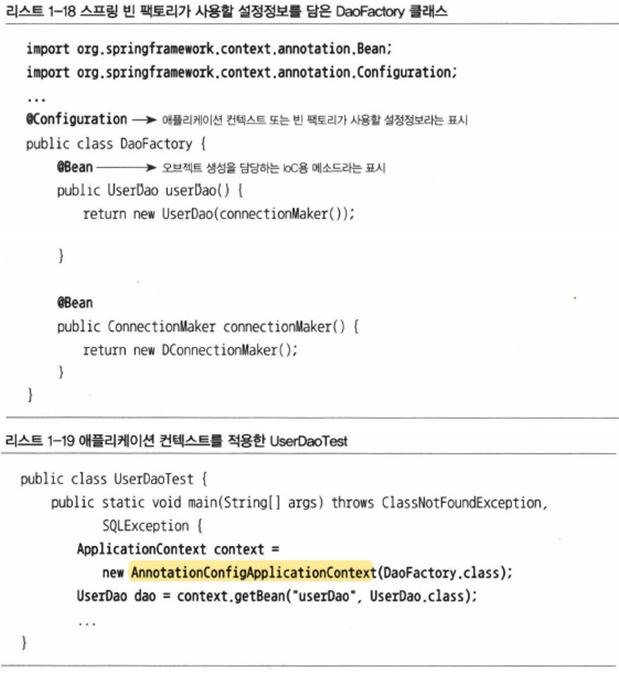 리스트 1-18 스프링 빈 팩토리가 사용할 설정정보를 담은 DaoFactory 클래스
import org.springframework.context.annotation.Bean;
import org.springframework.context.annotation.Configuration;
...
@Configuration → 애플리케이션 컨텍스트 또는 빈 팩토리가 사용할 설정정보라는 표시
public class DaoFactory {
@Bean → 오브젝트 생성을 담당하는 IoC용 메소드라는 표시
public UserDao userDao() {
return new UserDao(connectionMaker());
}
@Bean
public ConnectionMaker connectionMaker() {
return new DConnectionMaker();
}
}
리스트 1-19 애플리케이션 컨텍스트를 적용한 UserDaoTest
public class UserDaoTest {
public static void main(String[] args) throws ClassNotFoundException,
SQLException {
ApplicationContext context =
new AnnotationConfigApplicationContext(DaoFactory.class);
UserDao dao = context.getBean("userDao", UserDao.class);
...
}